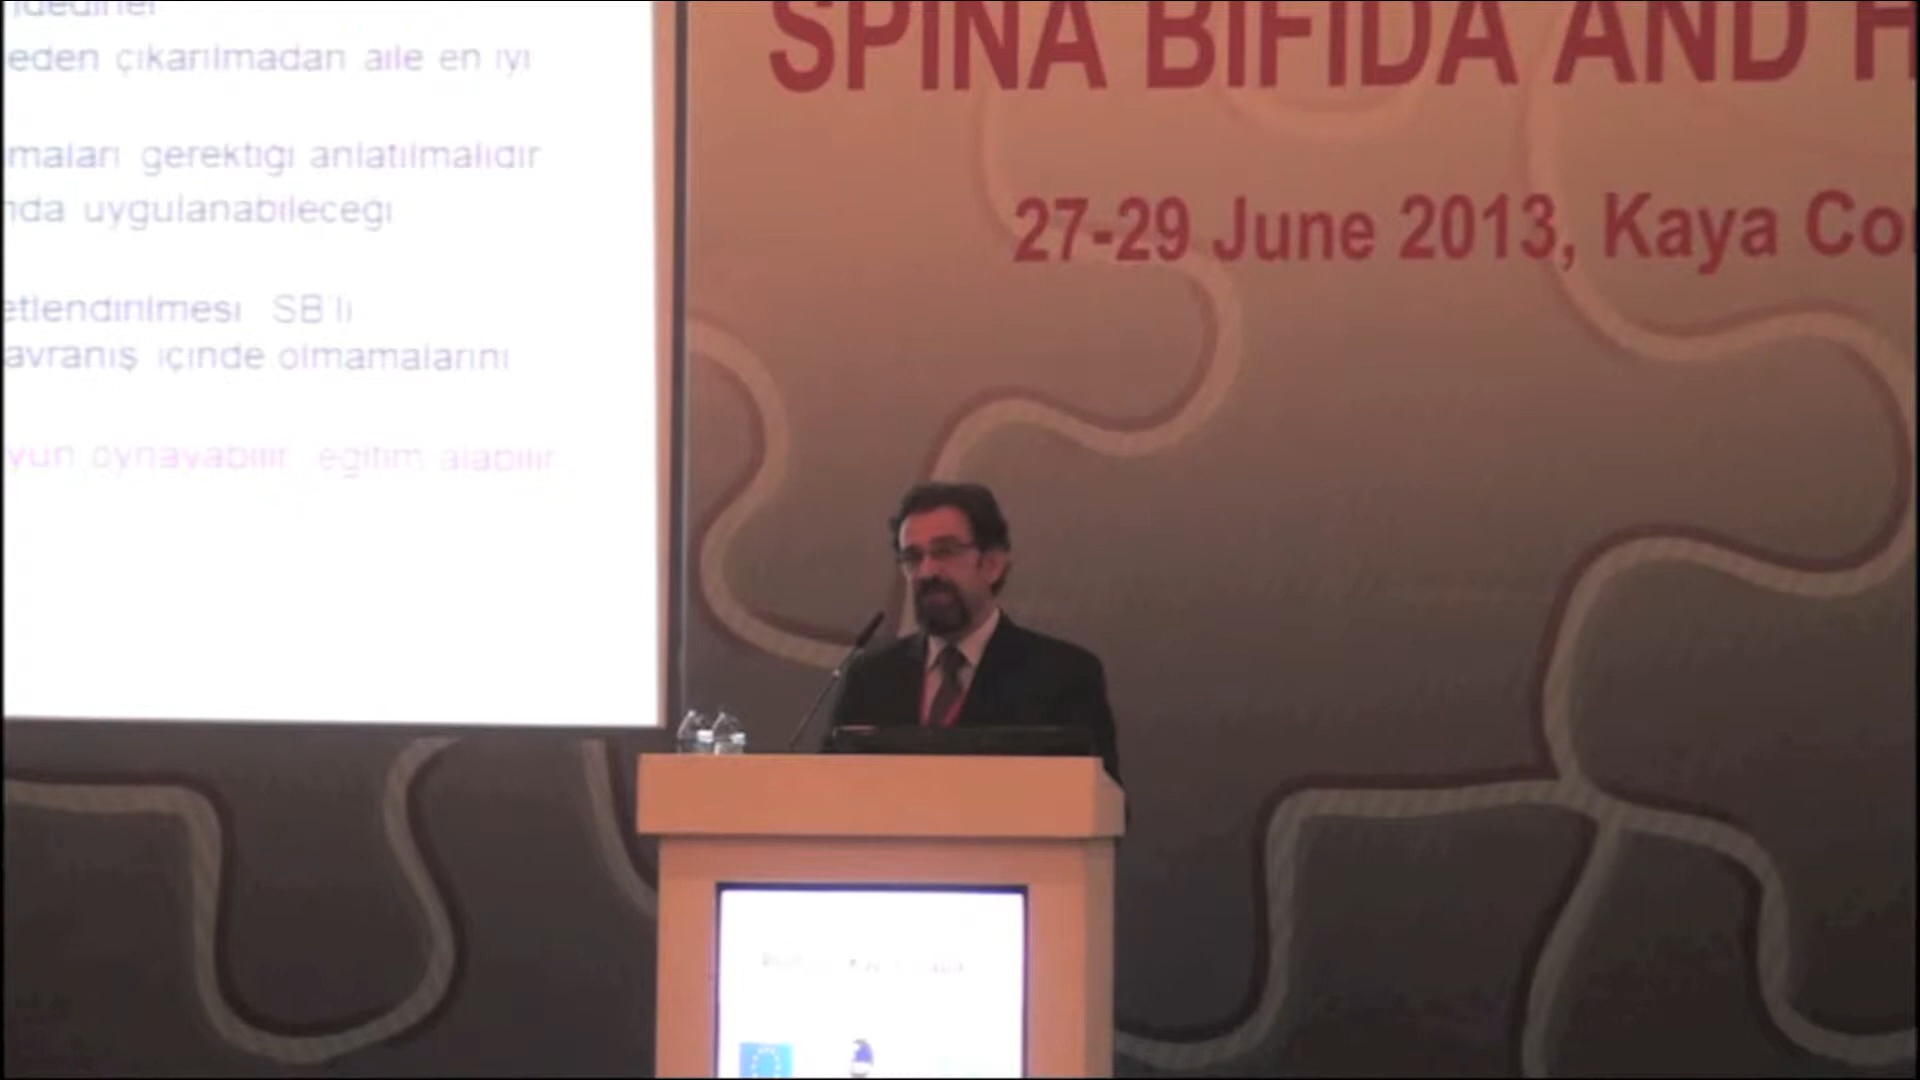 eden çıkarılmadan aile en iyi
maları gerektiği anlatılmalıdır
nda uygulanabileceği
etlendirilmesi SB'li
avranış içinde olmamalarını
yun oynayabilir eğitim alabilir
SPINA BIFIDA AND H
27-29 June 2013, Kaya Co